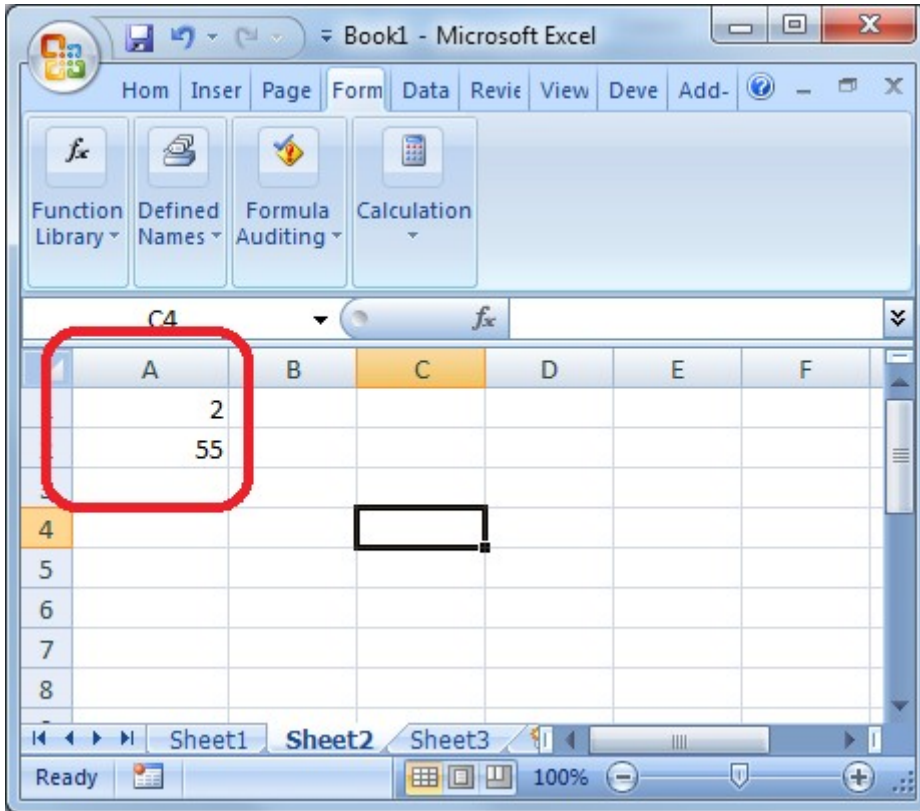 Book1 - Microsoft Excel
Hom Inser Page Form Data Revie View Deve Add-
fx
Function Library Defined Names Formula Auditing Calculation
C4 fx
A B C D E F
2
55
4
5
6
7
8
Sheet1 Sheet2 Sheet3
Ready 100%